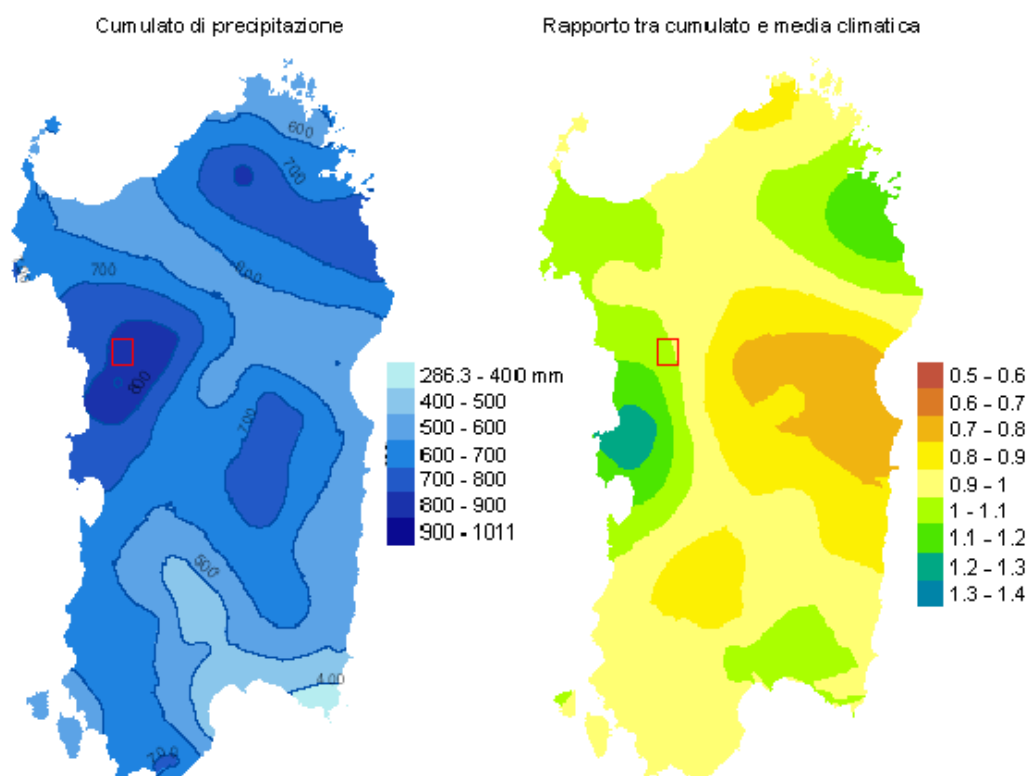 Cumulato di precipitazione
Rapporto tra cumulato e media climatica
600
700
700
800
700
500
400
286.3 - 400 mm
400 - 500
500 - 600
600 - 700
700 - 800
800 - 900
900 - 1011
0.5 - 0.6
0.6 - 0.7
0.7 - 0.8
0.8 - 0.9
0.9 - 1
1 - 1.1
1.1 - 1.2
1.2 - 1.3
1.3 - 1.4